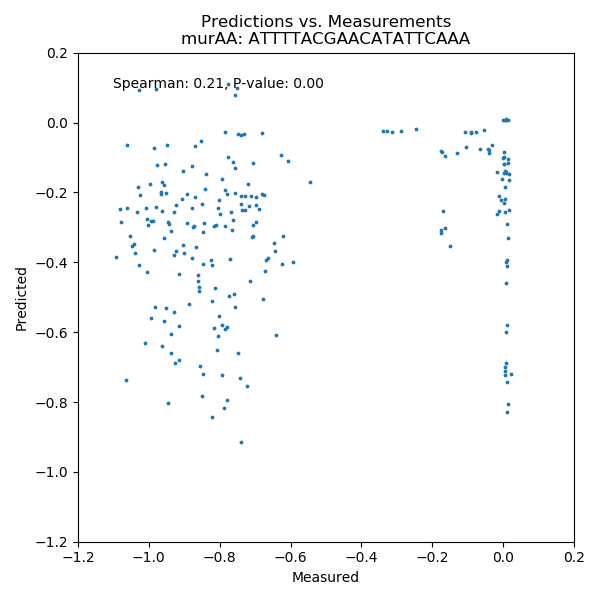 Predictions vs. Measurements
murAA: ATTTTACGAACATATTCAAA
Spearman: 0.21, P-value: 0.00
0.2
0.0
−0.2
−0.4
−0.6
−0.8
−1.0
−1.2
Predicted
−1.2 −1.0 −0.8 −0.6 −0.4 −0.2 0.0 0.2
Measured